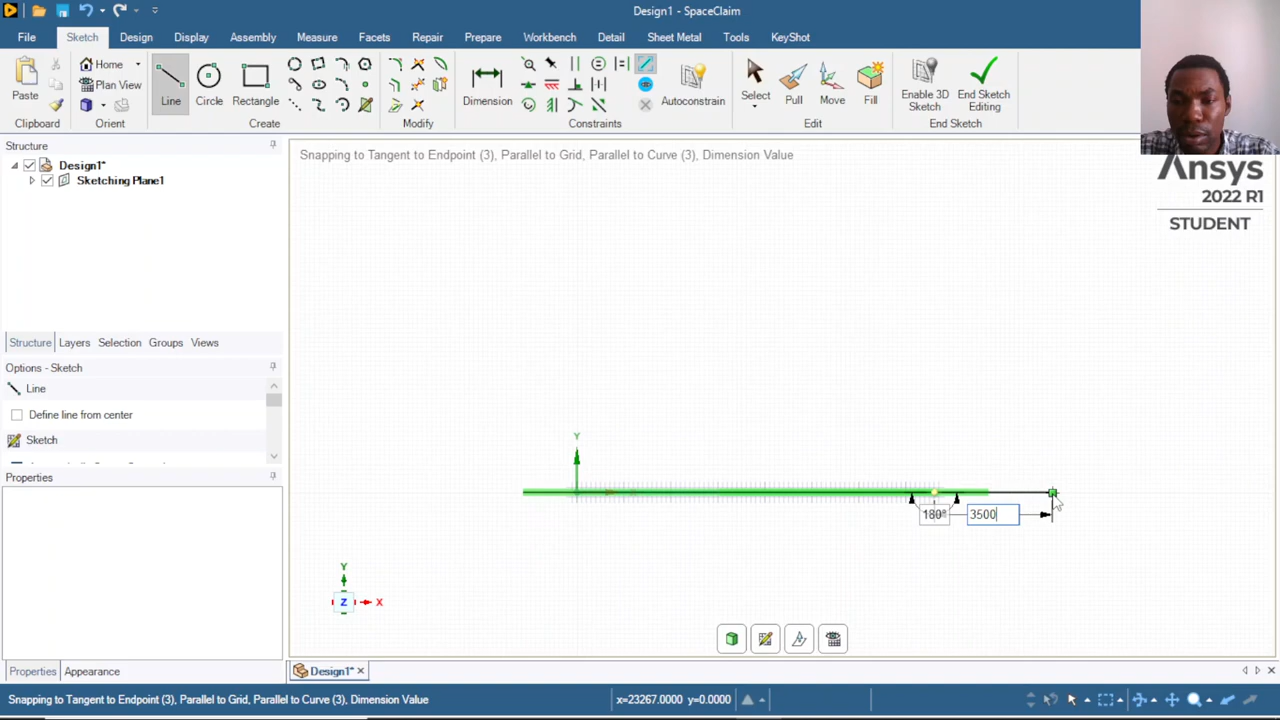 Design1 - SpaceClaim
File Sketch Design Display Assembly Measure Facets Repair Prepare Workbench Detail Sheet Metal Tools KeyShot
Paste
Home
Plan View
Line
Circle
Rectangle
Dimension
Autoconstrain
Select
Pull
Move
Fill
Enable 3D Sketch
End Sketch Editing
Clipboard Orient Create Modify Constraints Edit End Sketch
Structure
Design1*
Sketching Plane1
Structure Layers Selection Groups Views
Options - Sketch
Line
Define line from center
Sketch
Properties
Properties Appearance
Snapping to Tangent to Endpoint (3), Parallel to Grid, Parallel to Curve (3), Dimension Value
Ansys
2022 R1
STUDENT
Y
180° 3500
Y
Z X
Design1*
Snapping to Tangent to Endpoint (3), Parallel to Grid, Parallel to Curve (3), Dimension Value
x=23267.0000 y=0.0000